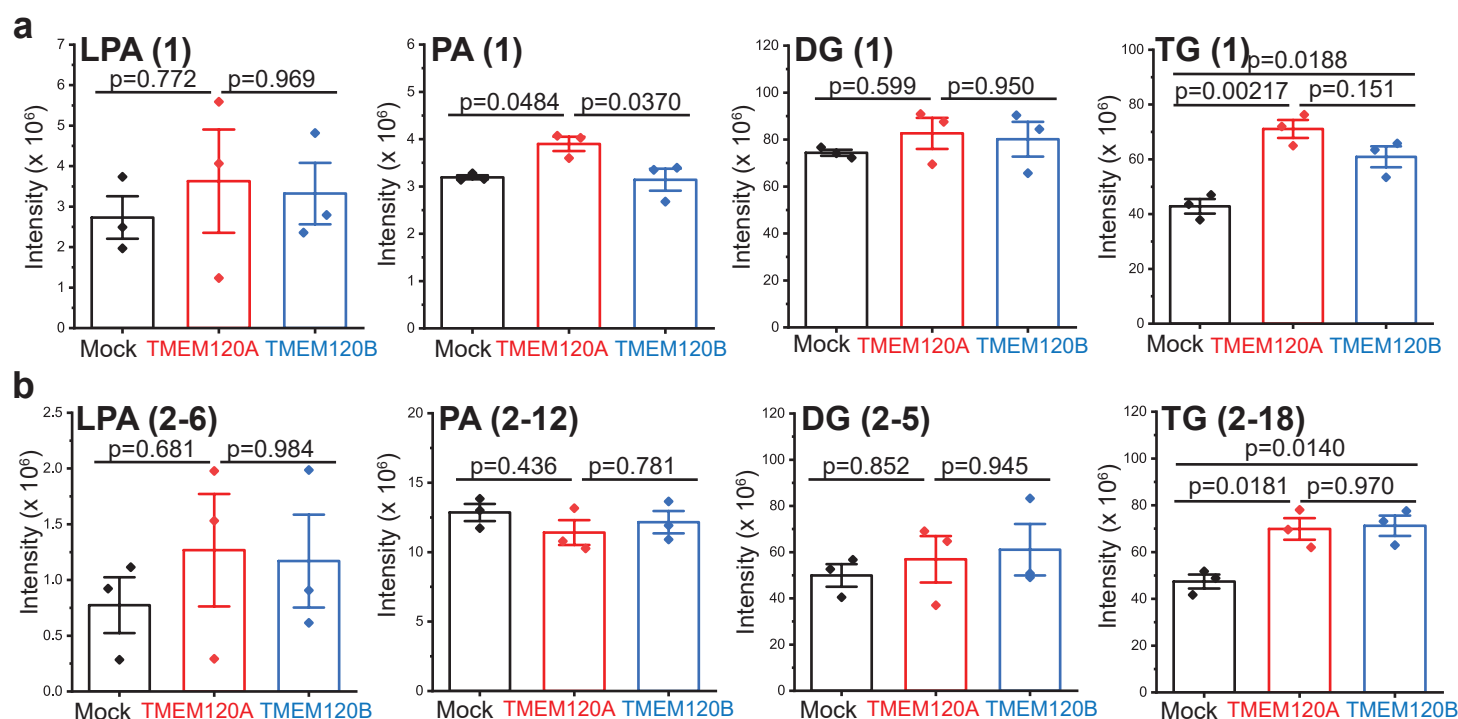 a
LPA (1)
p=0.772
p=0.969
Intensity (x 10⁶)
7
6
5
4
3
2
1
0
Mock
TMEM120A
TMEM120B
PA (1)
p=0.0484
p=0.0370
Intensity (x 10⁶)
6
5
4
3
3
1
0
Mock
TMEM120A
TMEM120B
DG (1)
p=0.599
p=0.950
Intensity (x 10⁶)
120
100
80
60
40
20
0
Mock
TMEM120A
TMEM120B
TG (1)
p=0.0188
p=0.00217
p=0.151
Intensity (x 10⁶)
100
80
60
40
20
0
Mock
TMEM120A
TMEM120B
b
LPA (2-6)
p=0.681
p=0.984
Intensity (x 10⁶)
2.5
2.0
1.5
1.0
0.5
0.0
Mock
TMEM120A
TMEM120B
PA (2-12)
p=0.436
p=0.781
Intensity (x 10⁶)
20
15
13
10
5
0
Mock
TMEM120A
TMEM120B
DG (2-5)
p=0.852
p=0.945
Intensity (x 10⁶)
120
100
80
60
40
20
0
Mock
TMEM120A
TMEM120B
TG (2-18)
p=0.0140
p=0.0181
p=0.970
Intensity (x 10⁶)
120
100
80
60
40
20
0
Mock
TMEM120A
TMEM120B